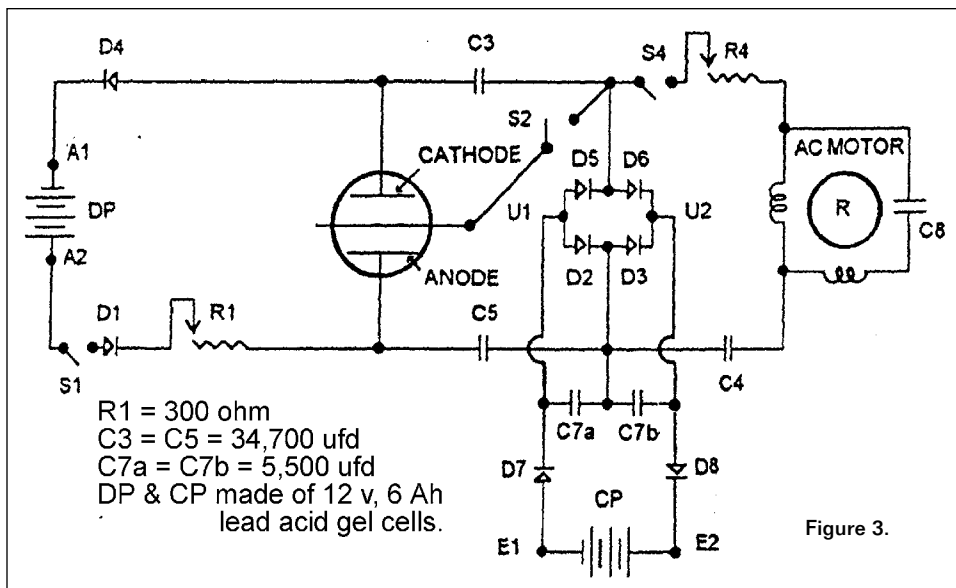 D4
C3
S4
R4
S2
A1
CATHODE
D5
D6
AC MOTOR
DP
U1
U2
R
C8
A2
ANODE
D2
D3
D1
R1
C5
S1
C4
R1 = 300 ohm
C3 = C5 = 34,700 ufd
C7a = C7b = 5,500 ufd
DP & CP made of 12 v, 6 Ah
lead acid gel cells.
C7a
C7b
D7
D8
CP
E1
E2
Figure 3.